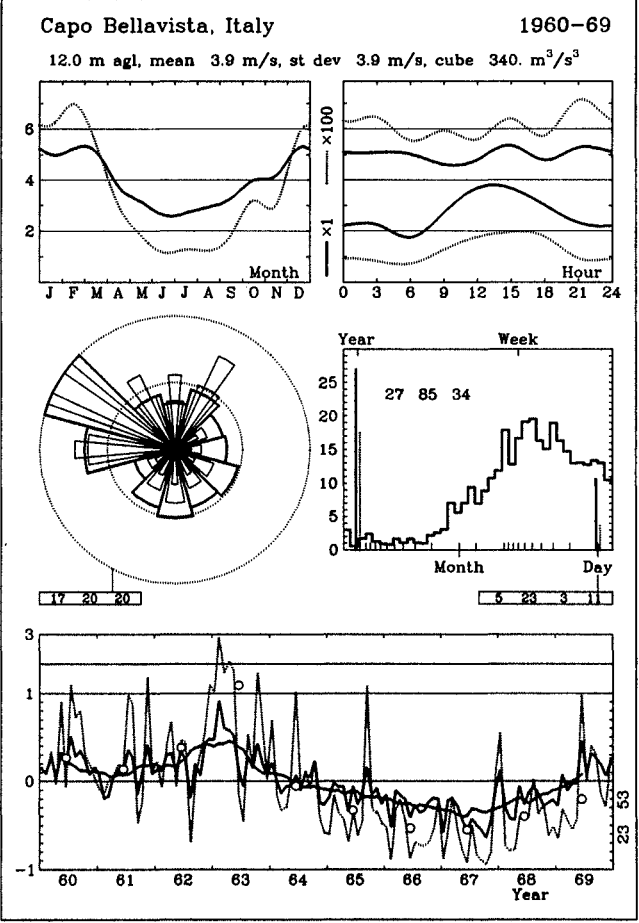 Capo Bellavista, Italy 1960-69
12.0 m agl, mean 3.9 m/s, st dev 3.9 m/s, cube 340. m³/s³
6
4
2
Month
J F M A M J J A S O N D
×100
×1
Hour
0 3 6 9 12 15 18 21 24
Year Week
25
20
15
10
5
0
27 85 34
Month Day
17 20 20
5 23 3 11
3
1
0
-1
60 61 62 63 64 65 66 67 68 69
Year
23 53